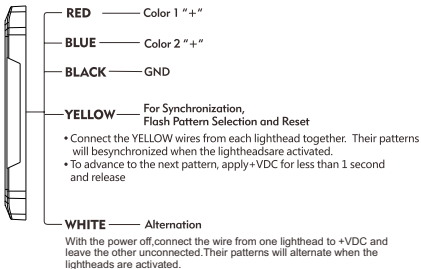 RED Color 1 "+"
BLUE Color 2 "+"
BLACK GND
YELLOW For Synchronization,
Flash Pattern Selection and Reset
• Connect the YELLOW wires from each lighthead together. Their patterns
will besynchronized when the lightheadsare activated.
• To advance to the next pattern, apply+VDC for less than 1 second
and release
WHITE Alternation
With the power off,connect the wire from one lighthead to +VDC and
leave the other unconnected.Their patterns will alternate when the
lightheads are activated.